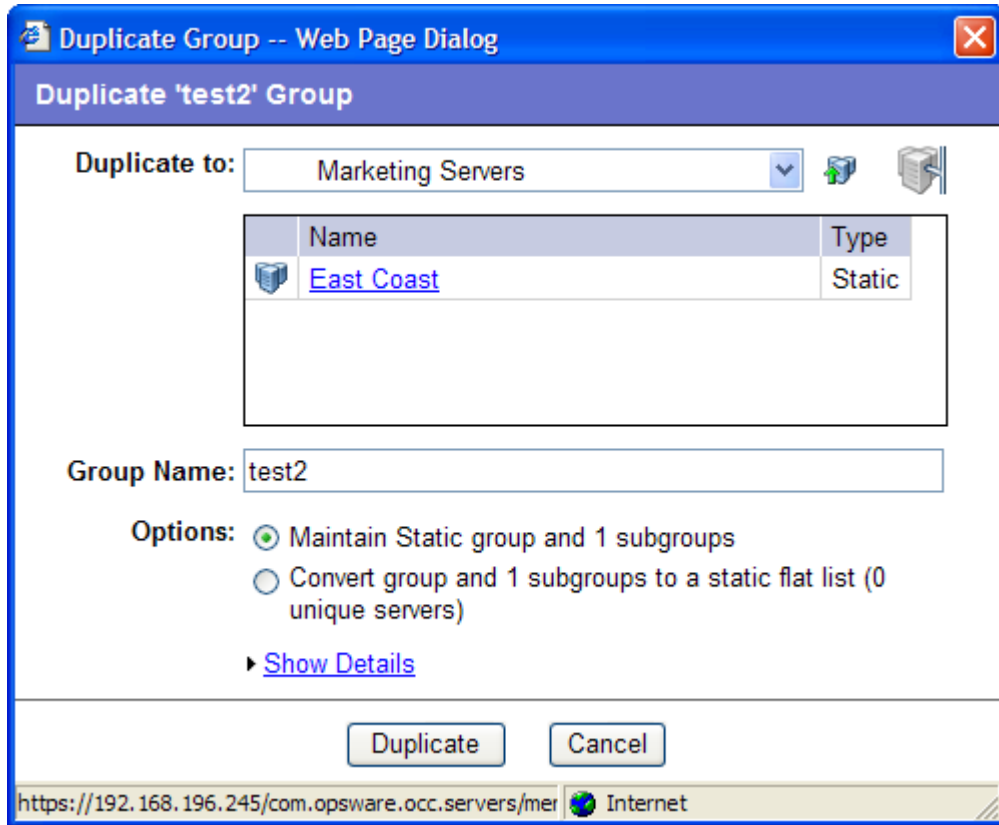 Duplicate Group -- Web Page Dialog
Duplicate 'test2' Group
Duplicate to: Marketing Servers
Name Type
East Coast Static
Group Name: test2
Options: Maintain Static group and 1 subgroups
Convert group and 1 subgroups to a static flat list (0
unique servers)
Show Details
Duplicate Cancel
https://192.168.196.245/com.opsware.occ.servers/mer Internet